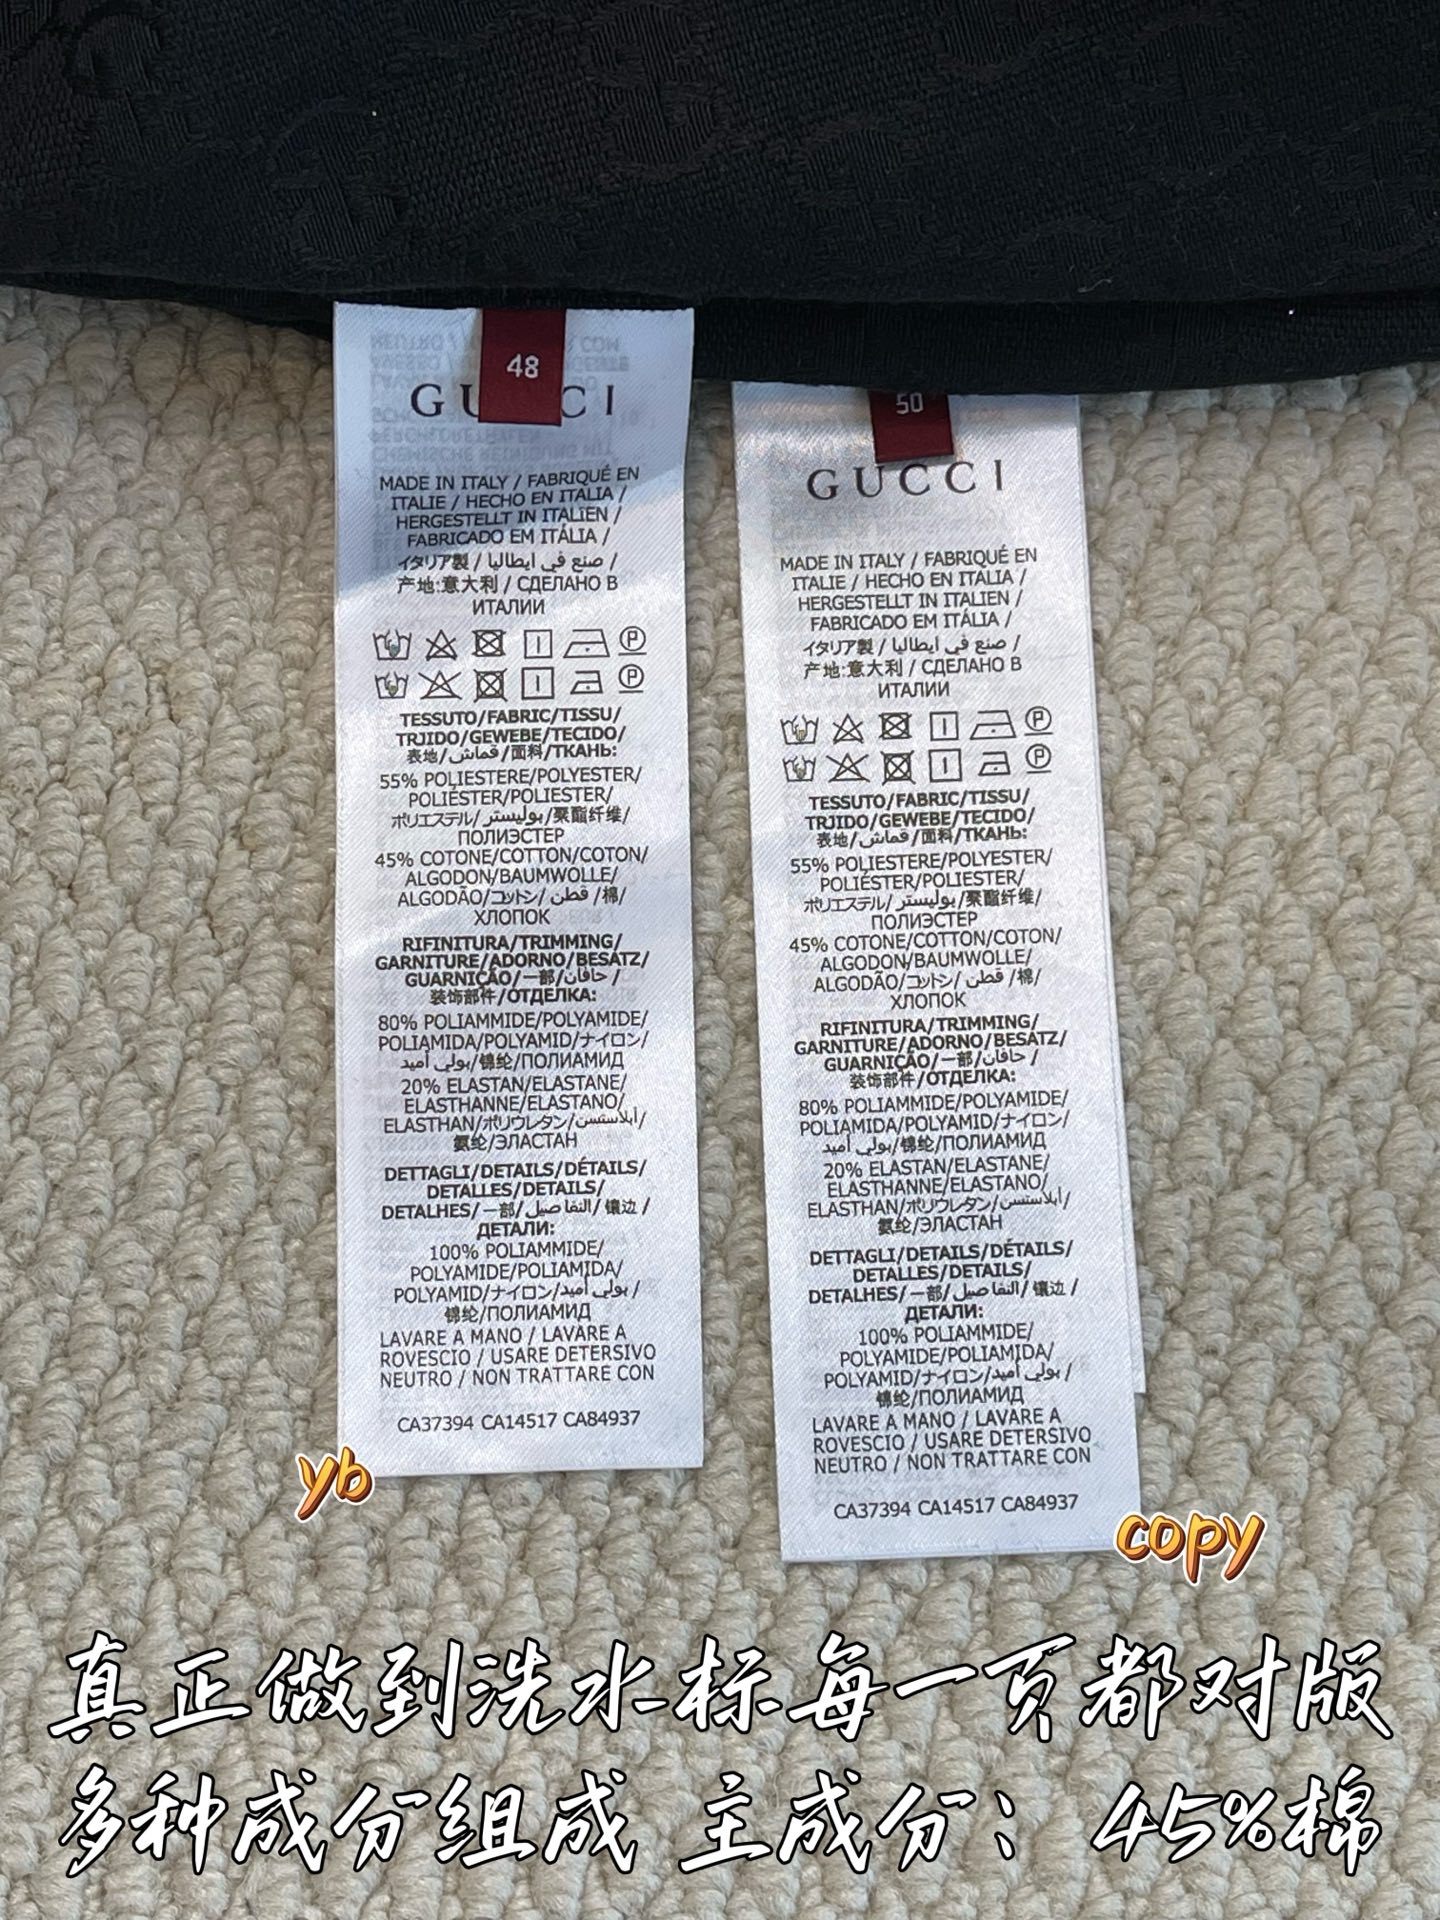 48
GUCCI
MADE IN ITALY / FABRIQUÉ EN
ITALIE / HECHO EN ITALIA /
HERGESTELLT IN ITALIEN /
FABRICADO EM ITÁLIA /
イタリア製 / صنع في ايطاليا /
产地:意大利 / СДЕЛАНО В
ИТАЛИИ
TESSUTO/FABRIC/TISSU/
TRJIDO/GEWEBE/TECIDO/
表地/قماش/面料/ТКАНЬ:
55% POLIESTERE/POLYESTER/
POLIÉSTER/POLIESTER/
ポリエステル/بوليستر/聚酯纤维/
ПОЛИЭСТЕР
45% COTONE/COTTON/COTON/
ALGODON/BAUMWOLLE/
ALGODÃO/コットン/ قطن /棉/
ХЛОПОК
RIFINITURA/TRIMMING/
GARNITURE/ADORNO/BESATZ/
GUARNIÇÃO/一部/حافان/
装饰部件/ОТДЕЛКА:
80% POLIAMMIDE/POLYAMIDE/
POLIAMIDA/POLYAMID/ナイロン/
بولي أميد/锦纶/ПОЛИАМИД
20% ELASTAN/ELASTANE/
ELASTHANNE/ELASTANO/
ELASTHAN/ポリウレタン/أبلاستسن/
氨纶/ЭЛАСТАН
DETTAGLI/DETAILS/DÉTAILS/
DETALLES/DETAILS/
DETALHES/一部/التفاصيل/镶边/
ДЕТАЛИ:
100% POLIAMMIDE/
POLYAMIDE/POLIAMIDA/
POLYAMID/ナイロン/بولي أميد/
锦纶/ПОЛИАМИД
LAVARE A MANO / LAVARE A
ROVESCIO / USARE DETERSIVO
NEUTRO / NON TRATTARE CON
CA37394 CA14517 CA84937
yb
50
GUCCI
MADE IN ITALY / FABRIQUÉ EN
ITALIE / HECHO EN ITALIA /
HERGESTELLT IN ITALIEN /
FABRICADO EM ITÁLIA /
イタリア製 / صنع في ايطاليا /
产地:意大利 / СДЕЛАНО В
ИТАЛИИ
TESSUTO/FABRIC/TISSU/
TRJIDO/GEWEBE/TECIDO/
表地/قماش/面料/ТКАНЬ:
55% POLIESTERE/POLYESTER/
POLIÉSTER/POLIESTER/
ポリエステル/بوليستر/聚酯纤维/
ПОЛИЭСТЕР
45% COTONE/COTTON/COTON/
ALGODON/BAUMWOLLE/
ALGODÃO/コットン/ قطن /棉/
ХЛОПОК
RIFINITURA/TRIMMING/
GARNITURE/ADORNO/BESATZ/
GUARNIÇÃO/一部/حافان/
装饰部件/ОТДЕЛКА:
80% POLIAMMIDE/POLYAMIDE/
POLIAMIDA/POLYAMID/ナイロン/
بولي أميد/锦纶/ПОЛИАМИД
20% ELASTAN/ELASTANE/
ELASTHANNE/ELASTANO/
ELASTHAN/ポリウレタン/أبلاستسن/
氨纶/ЭЛАСТАН
DETTAGLI/DETAILS/DÉTAILS/
DETALLES/DETAILS/
DETALHES/一部/التفاصيل/镶边/
ДЕТАЛИ:
100% POLIAMMIDE/
POLYAMIDE/POLIAMIDA/
POLYAMID/ナイロン/بولي أميد/
锦纶/ПОЛИАМИД
LAVARE A MANO / LAVARE A
ROVESCIO / USARE DETERSIVO
NEUTRO / NON TRATTARE CON
CA37394 CA14517 CA84937
copy
真正做到洗水标每一页都对版
多种成分组成 主成分：45%棉